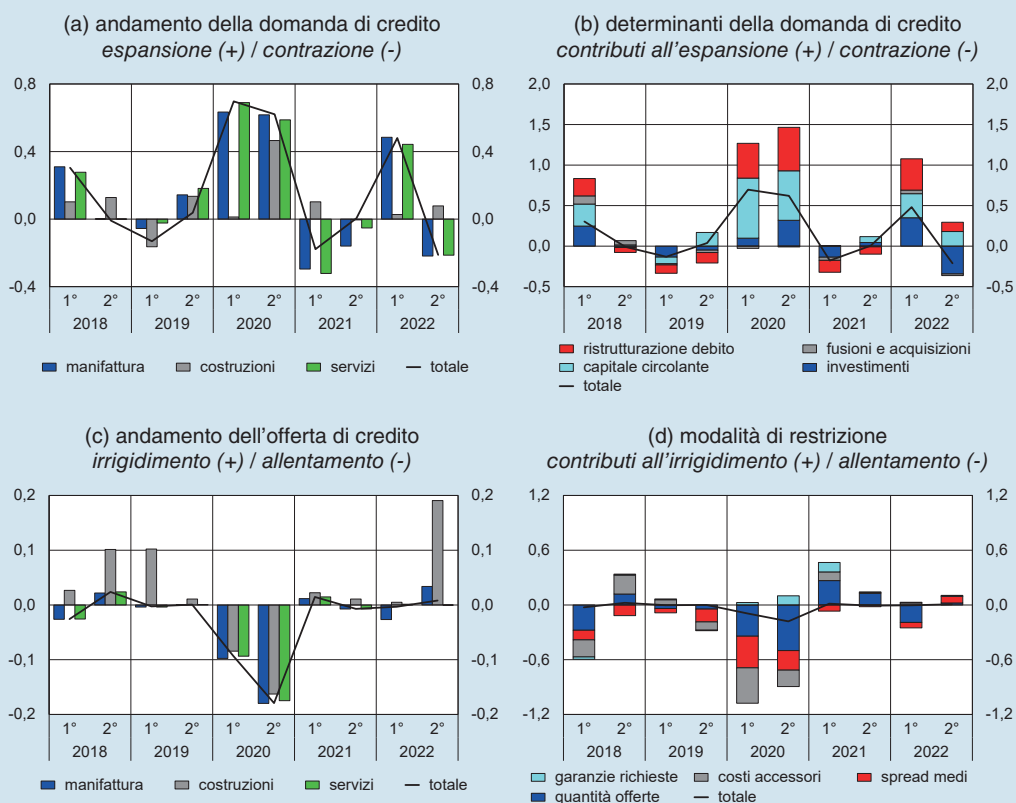 (a) andamento della domanda di credito
espansione (+) / contrazione (-)
0,8 0,8
0,4 0,4
0,0 0,0
-0,4 -0,4
1° 2° 1° 2° 1° 2° 1° 2° 1° 2°
2018 2019 2020 2021 2022
manifattura costruzioni servizi totale
(b) determinanti della domanda di credito
contributi all'espansione (+) / contrazione (-)
2,0 2,0
1,5 1,5
1,0 1,0
0,5 0,5
0,0 0,0
-0,5 -0,5
1° 2° 1° 2° 1° 2° 1° 2° 1° 2°
2018 2019 2020 2021 2022
ristrutturazione debito fusioni e acquisizioni
capitale circolante investimenti
totale
(c) andamento dell'offerta di credito
irrigidimento (+) / allentamento (-)
0,2 0,2
0,1 0,1
0,0 0,0
-0,1 -0,1
-0,2 -0,2
1° 2° 1° 2° 1° 2° 1° 2° 1° 2°
2018 2019 2020 2021 2022
manifattura costruzioni servizi totale
(d) modalità di restrizione
contributi all'irrigidimento (+) / allentamento (-)
1,2 1,2
0,6 0,6
0,0 0,0
-0,6 -0,6
-1,2 -1,2
1° 2° 1° 2° 1° 2° 1° 2° 1° 2°
2018 2019 2020 2021 2022
garanzie richieste costi accessori spread medi
quantità offerte totale